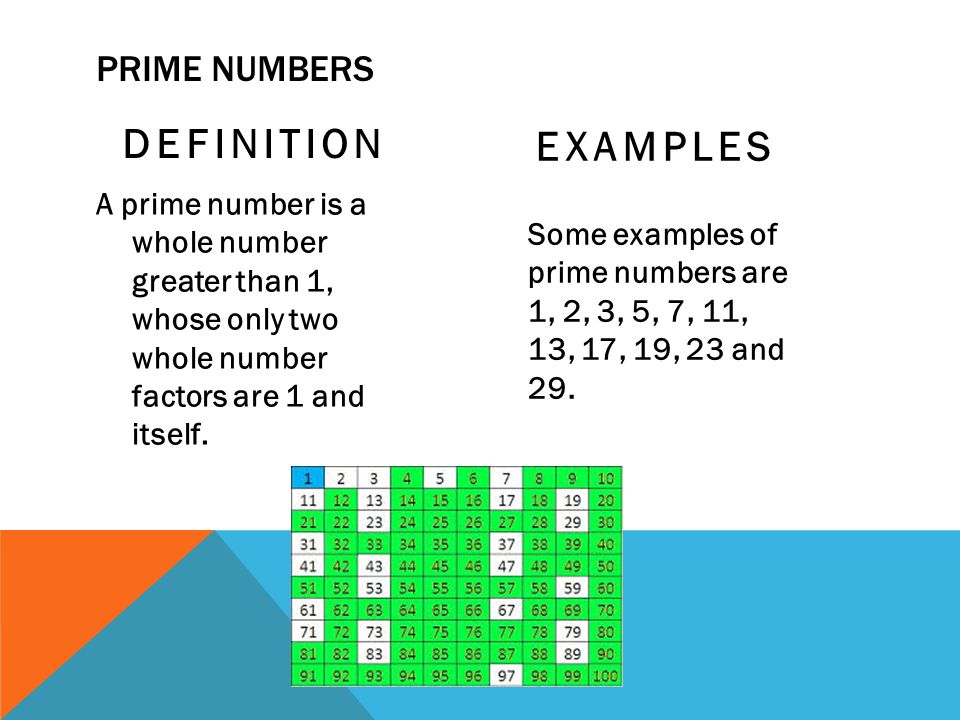 PRIME NUMBERS
DEFINITION
A prime number is a
whole number
greater than 1,
whose only two
whole number
factors are 1 and
itself.
EXAMPLES
Some examples of
prime numbers are
1, 2, 3, 5, 7, 11,
13, 17, 19, 23 and
29.
1 2 3 4 5 6 7 8 9 10
11 12 13 14 15 16 17 18 19 20
21 22 23 24 25 26 27 28 29 30
31 32 33 34 35 36 37 38 39 40
41 42 43 44 45 46 47 48 49 50
51 52 53 54 55 56 57 58 59 60
61 62 63 64 65 66 67 68 69 70
71 72 73 74 75 76 77 78 79 80
81 82 83 84 85 86 87 88 89 90
91 92 93 94 95 96 97 98 99 100